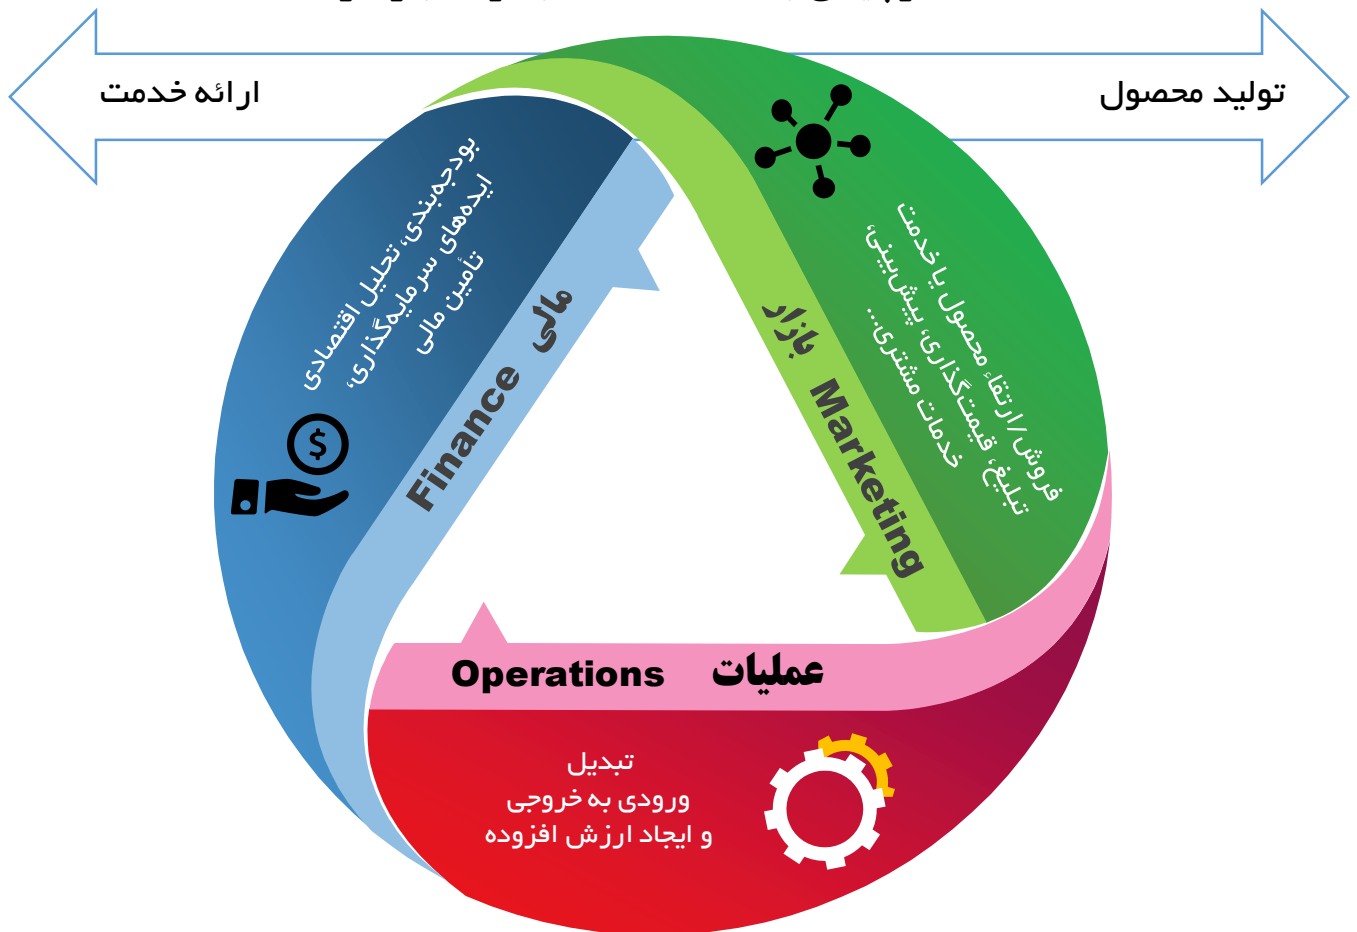 تولید محصول
ارائه خدمت
بودجه‌بندی، تحلیل اقتصادی
ایده‌های سرمایه‌گذاری،
تأمین مالی
مالی Finance
فروش/ارتقاء محصول یا خدمت
تبلیغ، قیمت‌گذاری، پیش‌بینی،
خدمات مشتری...
بازار Marketing
عملیات Operations
تبدیل
ورودی به خروجی
و ایجاد ارزش افزوده